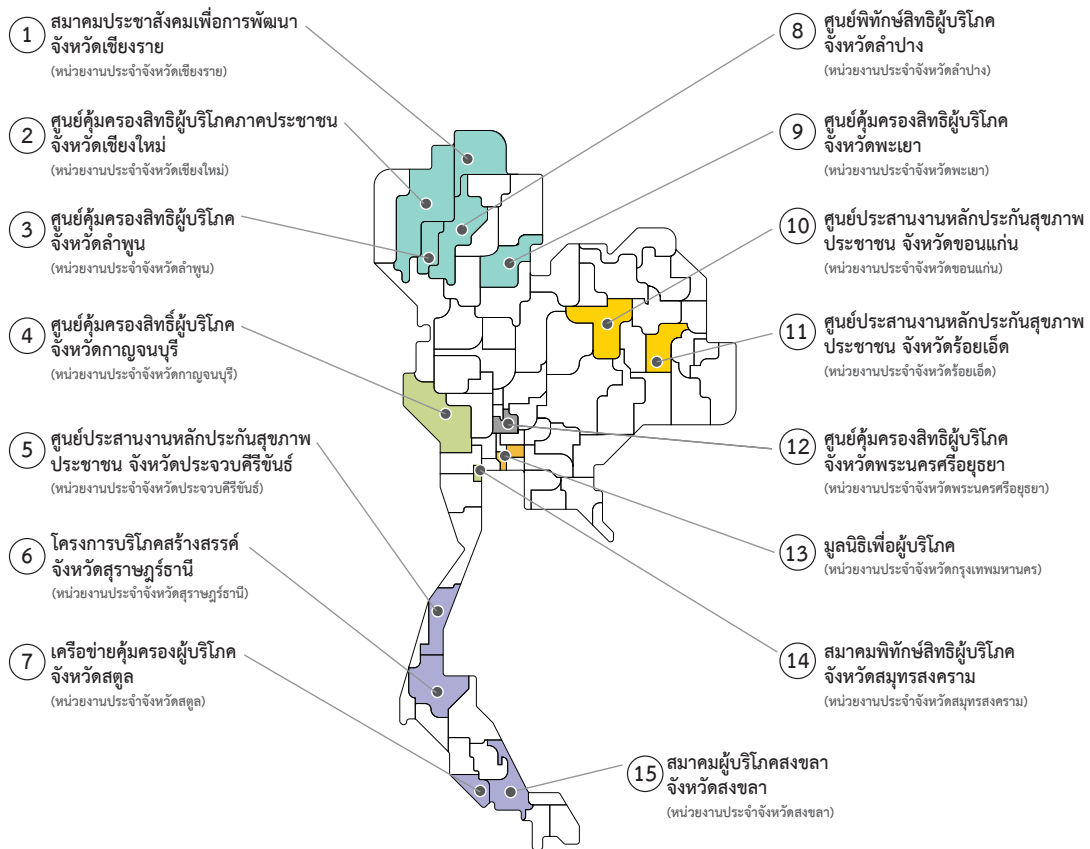 1
สมาคมประชาสังคมเพื่อการพัฒนา
จังหวัดเชียงราย
(หน่วยงานประจำจังหวัดเชียงราย)
2
ศูนย์คุ้มครองสิทธิผู้บริโภคภาคประชาชน
จังหวัดเชียงใหม่
(หน่วยงานประจำจังหวัดเชียงใหม่)
3
ศูนย์คุ้มครองสิทธิผู้บริโภค
จังหวัดลำพูน
(หน่วยงานประจำจังหวัดลำพูน)
4
ศูนย์คุ้มครองสิทธิ์ผู้บริโภค
จังหวัดกาญจนบุรี
(หน่วยงานประจำจังหวัดกาญจนบุรี)
5
ศูนย์ประสานงานหลักประกันสุขภาพ
ประชาชน จังหวัดประจวบคีรีขันธ์
(หน่วยงานประจำจังหวัดประจวบคีรีขันธ์)
6
โครงการบริโภคสร้างสรรค์
จังหวัดสุราษฎร์ธานี
(หน่วยงานประจำจังหวัดสุราษฎร์ธานี)
7
เครือข่ายคุ้มครองผู้บริโภค
จังหวัดสตูล
(หน่วยงานประจำจังหวัดสตูล)
8
ศูนย์พิทักษ์สิทธิผู้บริโภค
จังหวัดลำปาง
(หน่วยงานประจำจังหวัดลำปาง)
9
ศูนย์คุ้มครองสิทธิผู้บริโภค
จังหวัดพะเยา
(หน่วยงานประจำจังหวัดพะเยา)
10
ศูนย์ประสานงานหลักประกันสุขภาพ
ประชาชน จังหวัดขอนแก่น
(หน่วยงานประจำจังหวัดขอนแก่น)
11
ศูนย์ประสานงานหลักประกันสุขภาพ
ประชาชน จังหวัดร้อยเอ็ด
(หน่วยงานประจำจังหวัดร้อยเอ็ด)
12
ศูนย์คุ้มครองสิทธิผู้บริโภค
จังหวัดพระนครศรีอยุธยา
(หน่วยงานประจำจังหวัดพระนครศรีอยุธยา)
13
มูลนิธิเพื่อผู้บริโภค
(หน่วยงานประจำจังหวัดกรุงเทพมหานคร)
14
สมาคมพิทักษ์สิทธิผู้บริโภค
จังหวัดสมุทรสงคราม
(หน่วยงานประจำจังหวัดสมุทรสงคราม)
15
สมาคมผู้บริโภคสงขลา
จังหวัดสงขลา
(หน่วยงานประจำจังหวัดสงขลา)